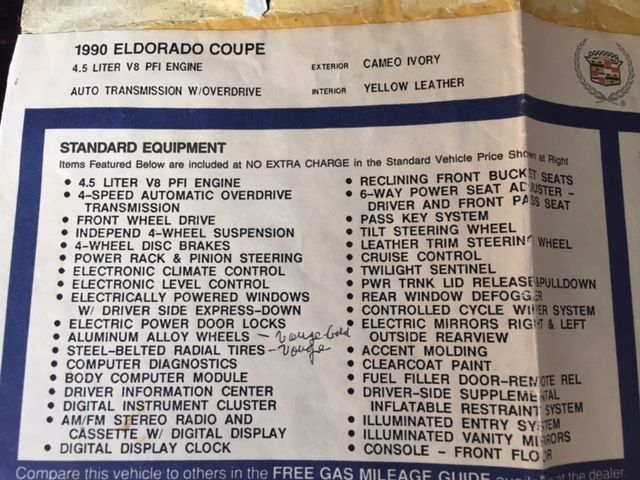 1990 ELDORADO COUPE
4.5 LITER V8 PFI ENGINE
EXTERIOR CAMEO IVORY
AUTO TRANSMISSION W/OVERDRIVE
INTERIOR YELLOW LEATHER
STANDARD EQUIPMENT
Items Featured Below are included at NO EXTRA CHARGE in the Standard Vehicle Price Shown at Right
• 4.5 LITER V8 PFI ENGINE
• 4-SPEED AUTOMATIC OVERDRIVE
TRANSMISSION
• FRONT WHEEL DRIVE
• INDEPEND 4-WHEEL SUSPENSION
• 4-WHEEL DISC BRAKES
• POWER RACK & PINION STEERING
• ELECTRONIC CLIMATE CONTROL
• ELECTRONIC LEVEL CONTROL
• ELECTRICALLY POWERED WINDOWS
W/ DRIVER SIDE EXPRESS-DOWN
• ELECTRIC POWER DOOR LOCKS
• ALUMINUM ALLOY WHEELS - Vouge Gold
• STEEL-BELTED RADIAL TIRES - Vouge
• COMPUTER DIAGNOSTICS
• BODY COMPUTER MODULE
• DRIVER INFORMATION CENTER
• DIGITAL INSTRUMENT CLUSTER
• AM/FM STEREO RADIO AND
CASSETTE W/ DIGITAL DISPLAY
• DIGITAL DISPLAY CLOCK
• RECLINING FRONT BUCKET SEATS
• 6-WAY POWER SEAT ADJUSTER -
DRIVER AND FRONT PASS SEAT
• PASS KEY SYSTEM
• TILT STEERING WHEEL
• LEATHER TRIM STEERING WHEEL
• CRUISE CONTROL
• TWILIGHT SENTINEL
• PWR TRNK LID RELEASE&PULLDOWN
• REAR WINDOW DEFOGGER
• CONTROLLED CYCLE WIPER SYSTEM
• ELECTRIC MIRRORS RIGHT & LEFT
OUTSIDE REARVIEW
• ACCENT MOLDING
• CLEARCOAT PAINT
• FUEL FILLER DOOR-REMOTE REL
• DRIVER-SIDE SUPPLEMENTAL
INFLATABLE RESTRAINT SYSTEM
• ILLUMINATED ENTRY SYSTEM
• ILLUMINATED VANITY MIRRORS
• CONSOLE - FRONT FLOOR
Compare this vehicle to others in the FREE GAS MILEAGE GUIDE available at the dealer.